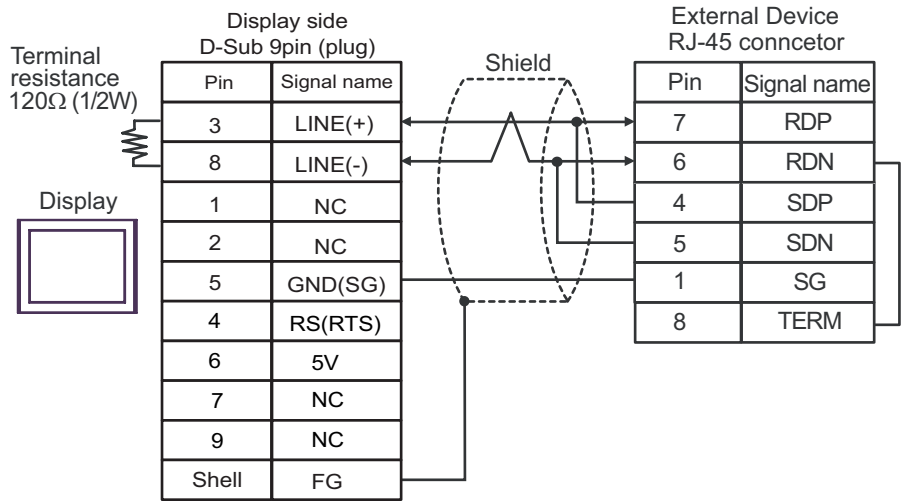 Display side
D-Sub 9pin (plug)
External Device
RJ-45 conncetor
Terminal
resistance
120Ω (1/2W)
Shield
Display
Pin Signal name
3 LINE(+)
8 LINE(-)
1 NC
2 NC
5 GND(SG)
4 RS(RTS)
6 5V
7 NC
9 NC
Shell FG
Pin Signal name
7 RDP
6 RDN
4 SDP
5 SDN
1 SG
8 TERM